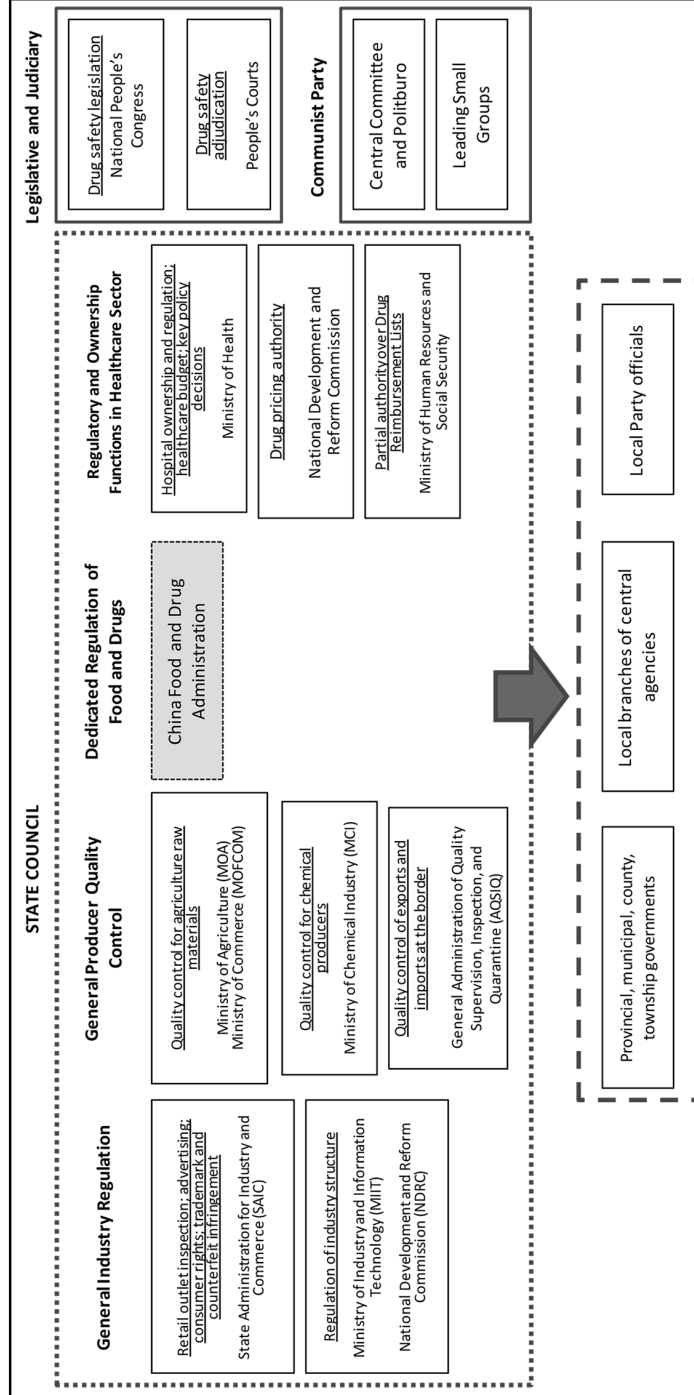 STATE COUNCIL
General Industry Regulation
Retail outlet inspection; advertising;
consumer rights; trademark and
counterfeit infringement
State Administration for Industry and
Commerce (SAIC)
Regulation of industry structure
Ministry of Industry and Information
Technology (MIIT)
National Development and Reform
Commission (NDRC)
General Producer Quality
Control
Quality control for agriculture raw
materials
Ministry of Agriculture (MOA)
Ministry of Commerce (MOFCOM)
Quality control for chemical
producers
Ministry of Chemical Industry (MCI)
Quality control of exports and
imports at the border
General Administration of Quality
Supervision, Inspection, and
Quarantine (AQSIQ)
Dedicated Regulation of
Food and Drugs
China Food and Drug
Administration
Regulatory and Ownership
Functions in Healthcare Sector
Hospital ownership and regulation;
healthcare budget; key policy
decisions
Ministry of Health
Drug pricing authority
National Development and
Reform Commission
Partial authority over Drug
Reimbursement Lists
Ministry of Human Resources and
Social Security
Legislative and Judiciary
Drug safety legislation
National People's
Congress
Drug safety
adjudication
People's Courts
Communist Party
Central Committee
and Politburo
Leading Small
Groups
Provincial, municipal, county,
township governments
Local branches of central
agencies
Local Party officials